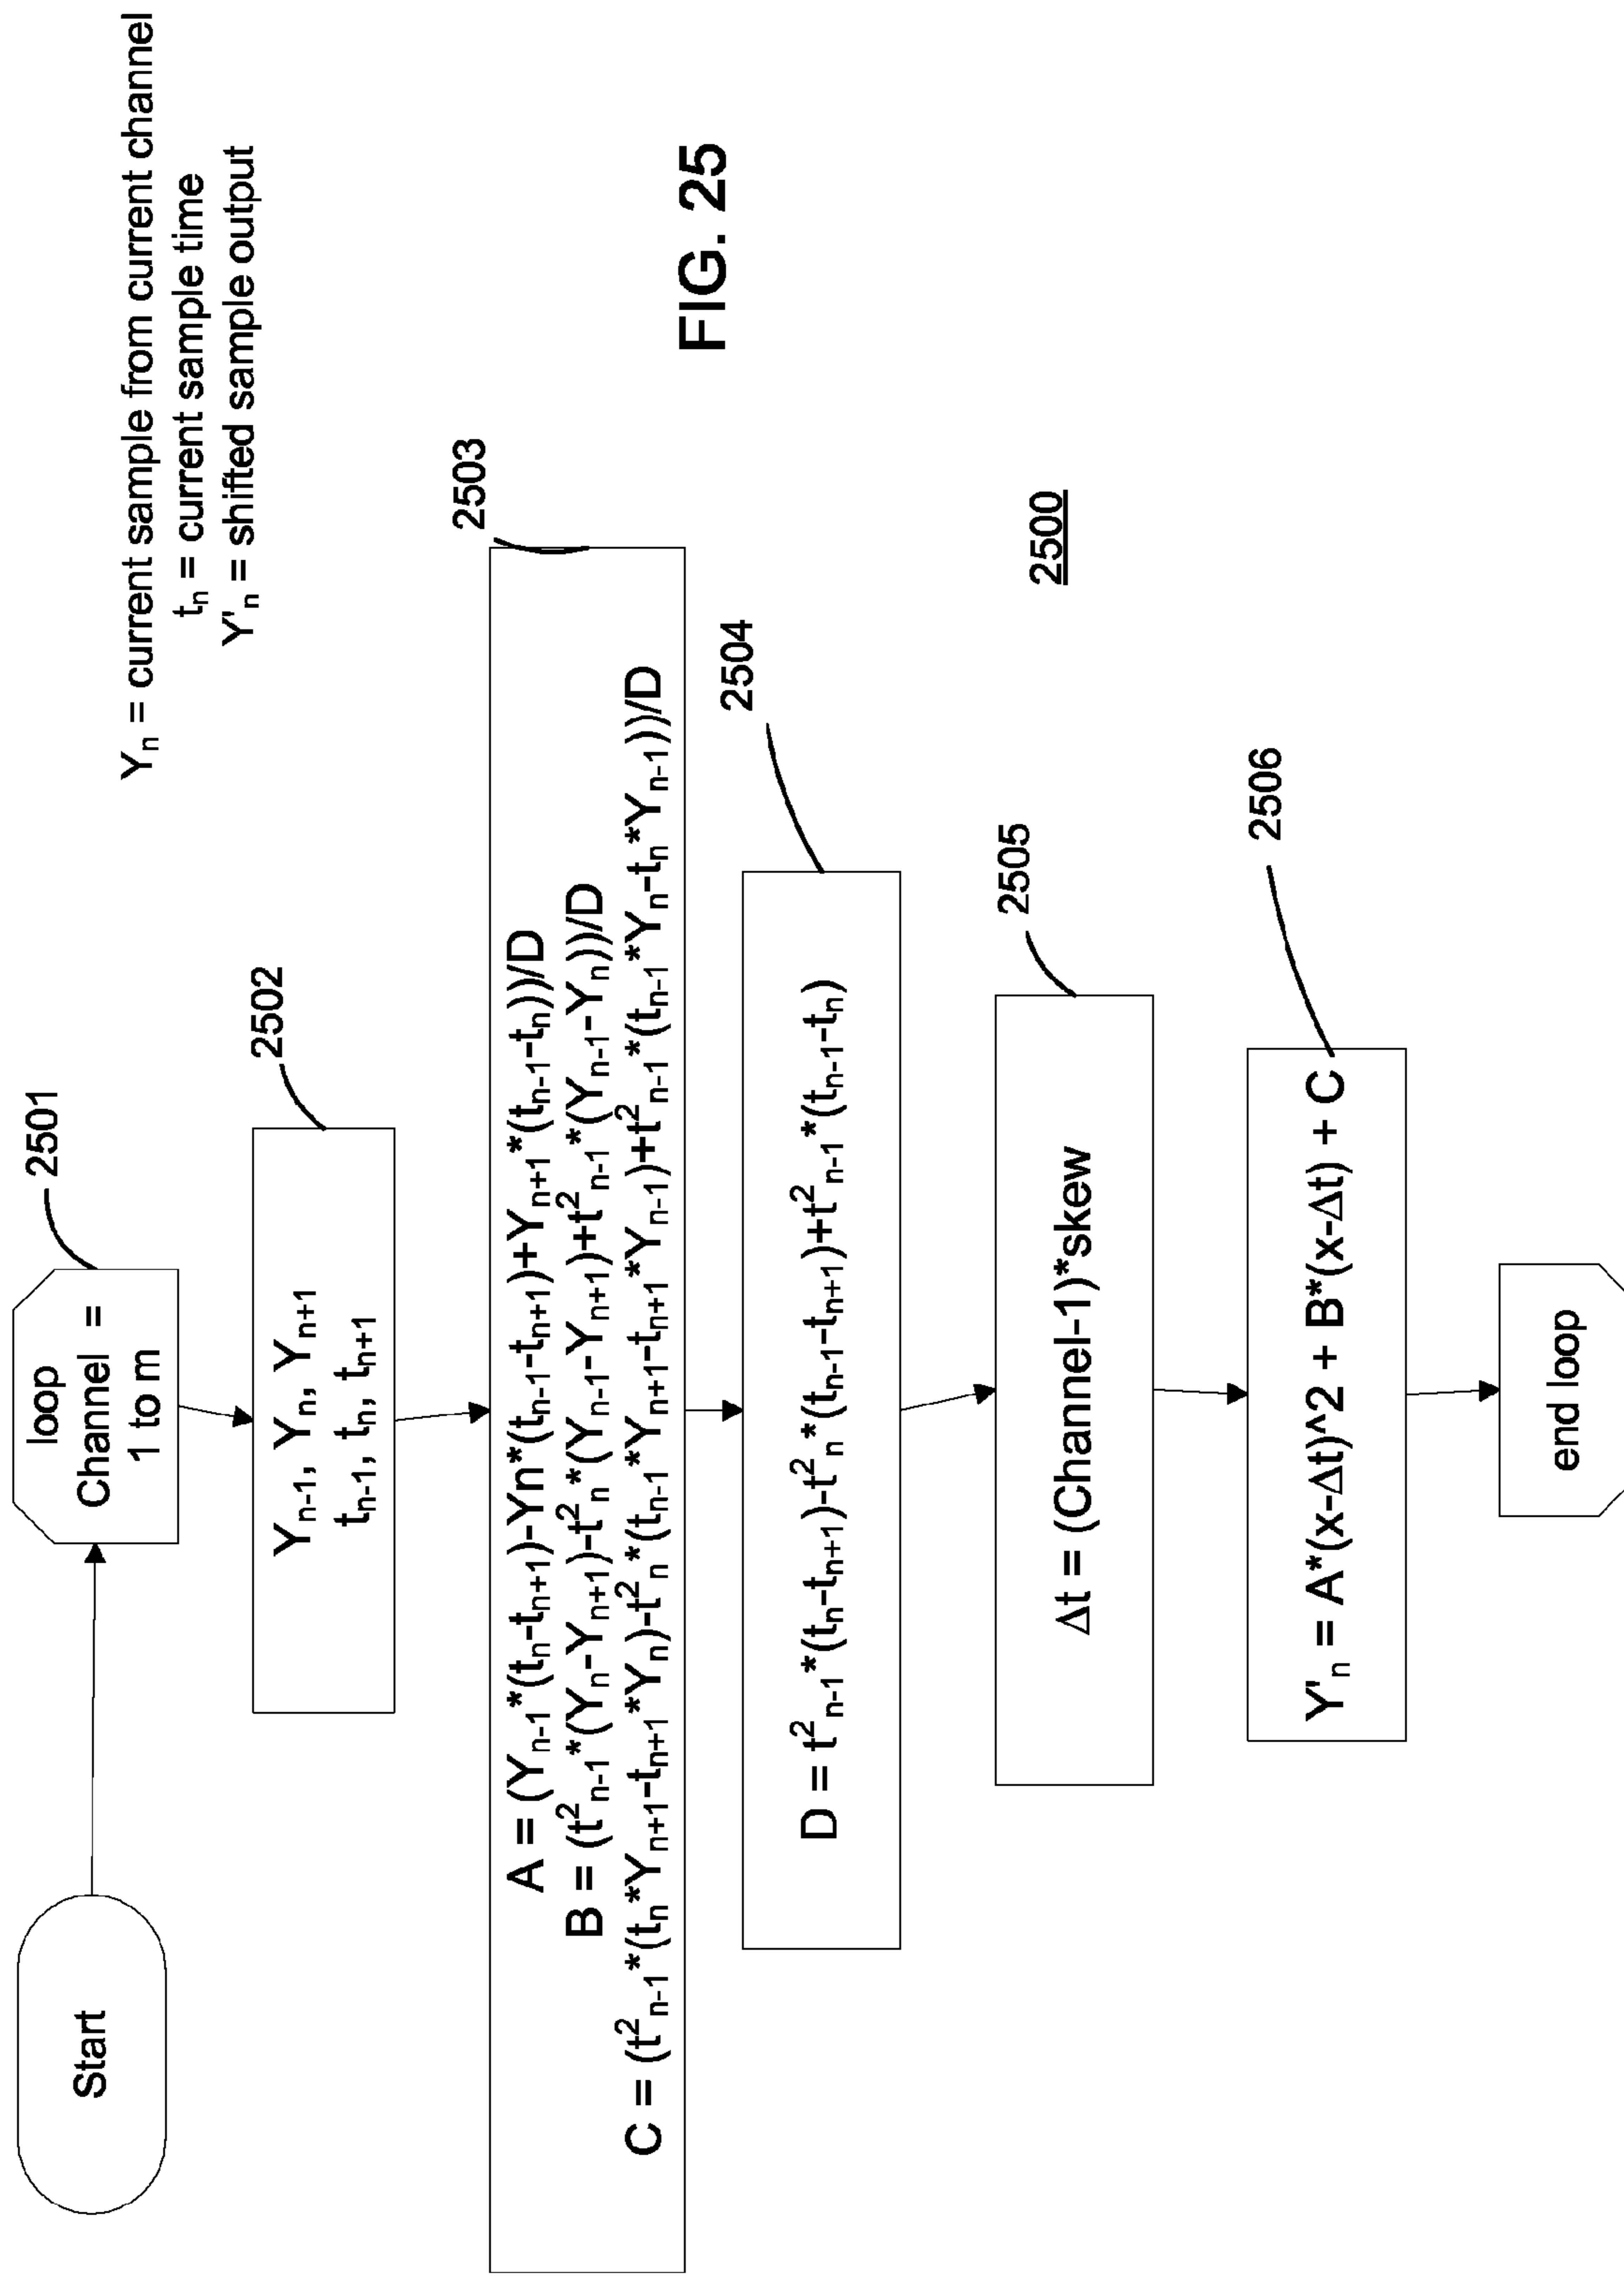 Yₙ = current sample from current channel
tₙ = current sample time
Y'ₙ = shifted sample output
Start
loop
Channel =
1 to m
2501
Yₙ₋₁, Yₙ, Yₙ₊₁
tₙ₋₁, tₙ, tₙ₊₁
2502
A = (Yₙ₋₁*(tₙ-tₙ₊₁)-Yn*(tₙ₋₁-tₙ₊₁)+Yₙ₊₁*(tₙ₋₁-tₙ))/D
B = (t²ₙ₋₁*(Yₙ-Yₙ₊₁)-t²ₙ*(Yₙ₋₁-Yₙ₊₁)+t²ₙ₋₁*(Yₙ₋₁-Yₙ))/D
C = (t²ₙ₋₁*(tₙ*Yₙ₊₁-tₙ₊₁*Yₙ)-t²ₙ*(tₙ₋₁*Yₙ₊₁-tₙ₊₁*Yₙ₋₁)+t²ₙ₋₁*(tₙ₋₁*Yₙ-tₙ*Yₙ₋₁))/D
2503
D = t²ₙ₋₁*(tₙ-tₙ₊₁)-t²ₙ*(tₙ₋₁-tₙ₊₁)+t²ₙ₋₁*(tₙ₋₁-tₙ)
2504
Δt = (Channel-1)*skew
2505
Y'ₙ = A*(x-Δt)^2 + B*(x-Δt) + C
2506
end loop
2500
FIG. 25